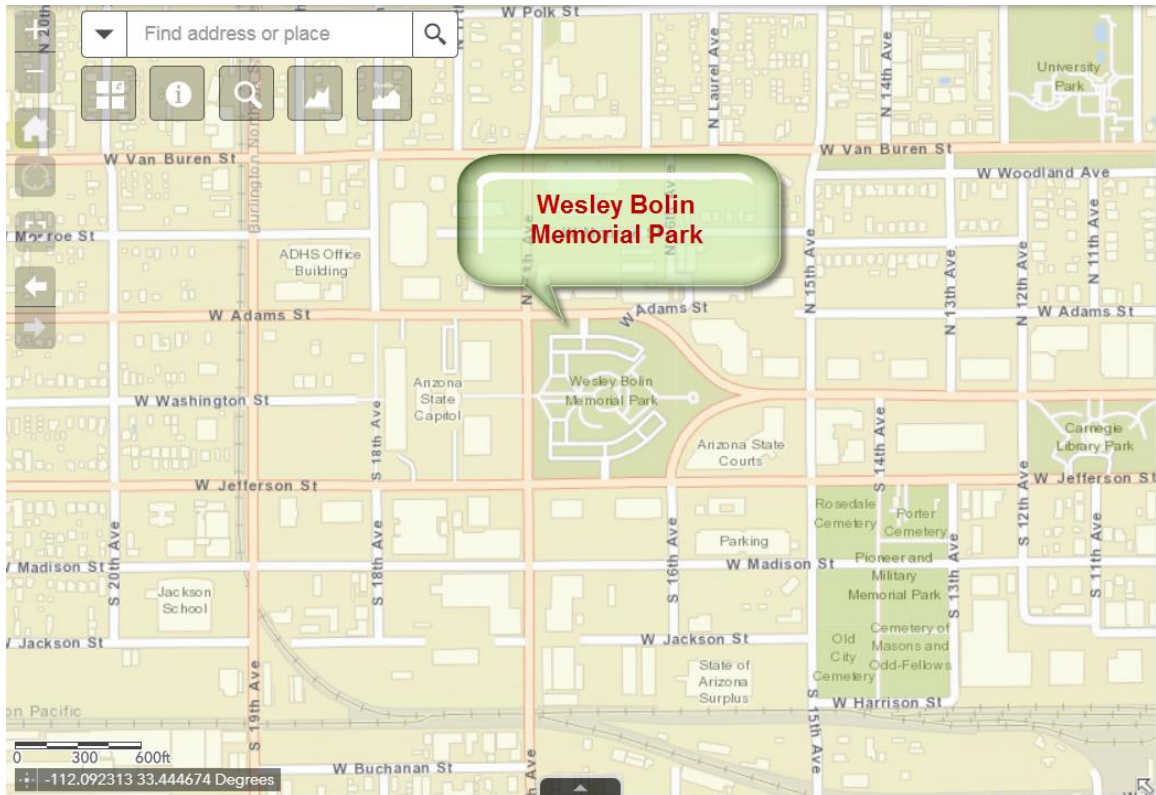 W Polk St
N 20th
Find address or place
N Laurel Ave
N 14th Ave
University
Park
W Van Buren St
W Van Buren St
W Woodland Ave
Burlington North
Wesley Bolin
Memorial Park
Monroe St
ADHS Office
Building
N 15th Ave
N 13th Ave
N 12th Ave
N 11th Ave
W Adams St
W Adams St
W Adams St
Wesley Bolin
Memorial Park
Arizona
State
Capitol
W Washington St
S 18th Ave
Arizona State
Courts
S 14th Ave
Carnegie
Library Park
W Jefferson St
W Jefferson St
Rosedale
Cemetery
Porter
Cemetery
S 12th Ave
S 20th Ave
S 18th Ave
S 16th Ave
Parking
S 13th Ave
S 11th Ave
W Madison St
W Madison St
Pioneer and
Military
Memorial Park
Jackson
School
W Jackson St
W Jackson St
Old
City
Cemetery
Cemetery of
Masons and
Odd-Fellows
State of
Arizona
Surplus
S 19th Ave
S 15th Ave
W Harrison St
on Pacific
0 300 600ft
-112.092313 33.444674 Degrees
W Buchanan St
Ave